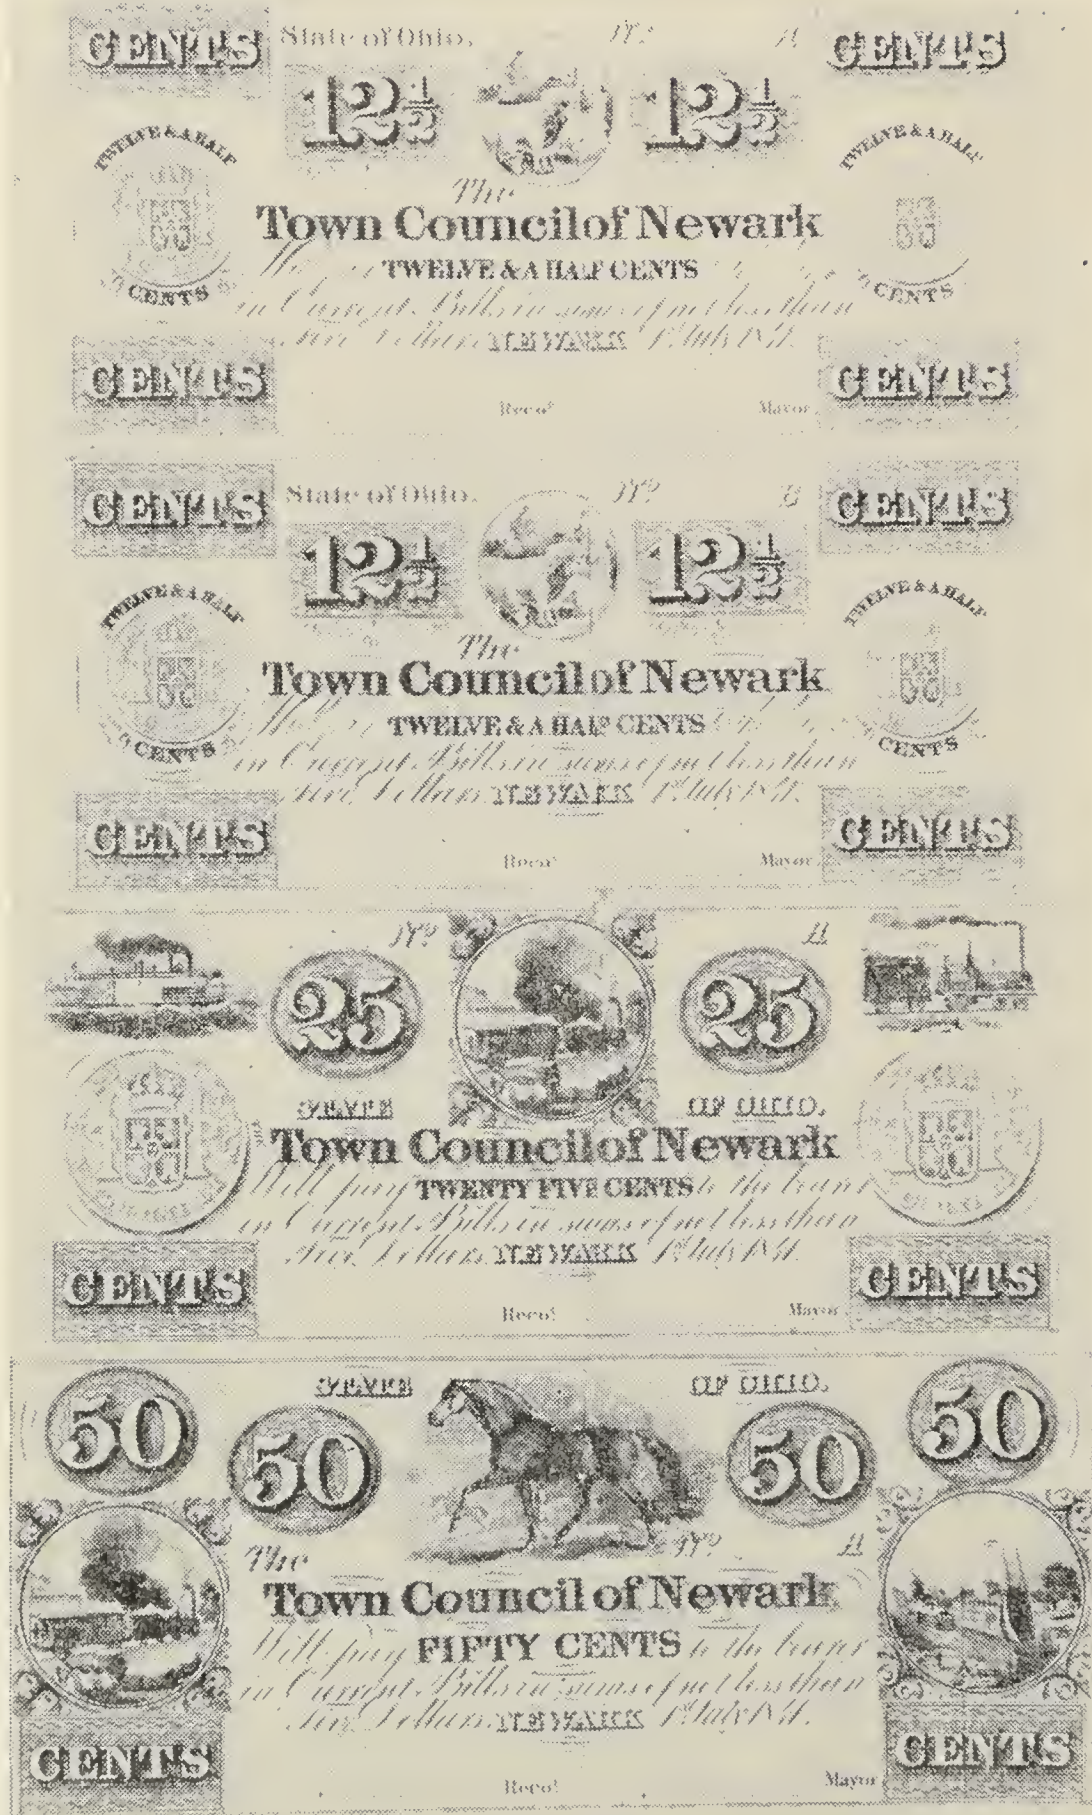 CENTS State of Ohio, No. A CENTS
12½ 12½
TWELVE & A HALF CENTS
TWELVE & A HALF CENTS
The
Town Council of Newark
TWELVE & A HALF CENTS
in Current Bills in sums of not less than
Five Dollars NEWARK 1st July
CENTS CENTS
Recor. Mayor.
CENTS State of Ohio, No. B CENTS
12½ 12½
TWELVE & A HALF CENTS
TWELVE & A HALF CENTS
The
Town Council of Newark
TWELVE & A HALF CENTS
in Current Bills in sums of not less than
Five Dollars NEWARK 1st July
CENTS CENTS
Recor. Mayor.
No. A
25 25
STATE OF OHIO.
Town Council of Newark
Will pay TWENTY FIVE CENTS to the bearer
in Current Bills in sums of not less than
Five Dollars NEWARK 1st July
CENTS CENTS
Recor. Mayor.
50 STATE OF OHIO. 50
50 50
The No. A
Town Council of Newark
Will pay FIFTY CENTS to the bearer
in Current Bills in sums of not less than
Five Dollars NEWARK 1st July
CENTS CENTS
Recor. Mayor